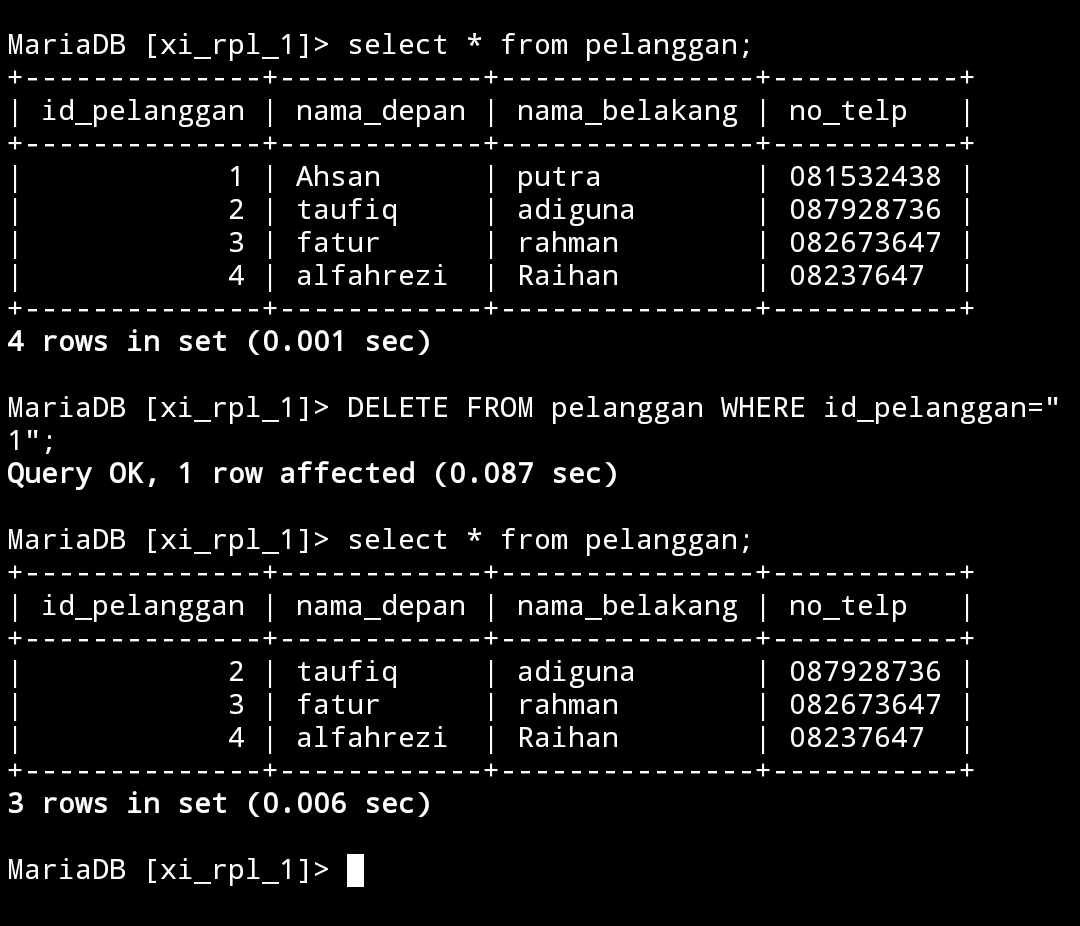 MariaDB [xi_rpl_1]> select * from pelanggan;
+--------------+------------+---------------+-----------+
| id_pelanggan | nama_depan | nama_belakang | no_telp   |
+--------------+------------+---------------+-----------+
|            1 | Ahsan      | putra         | 081532438 |
|            2 | taufiq     | adiguna       | 087928736 |
|            3 | fatur      | rahman        | 082673647 |
|            4 | alfahrezi  | Raihan        | 08237647  |
+--------------+------------+---------------+-----------+
4 rows in set (0.001 sec)
MariaDB [xi_rpl_1]> DELETE FROM pelanggan WHERE id_pelanggan="
1";
Query OK, 1 row affected (0.087 sec)
MariaDB [xi_rpl_1]> select * from pelanggan;
+--------------+------------+---------------+-----------+
| id_pelanggan | nama_depan | nama_belakang | no_telp   |
+--------------+------------+---------------+-----------+
|            2 | taufiq     | adiguna       | 087928736 |
|            3 | fatur      | rahman        | 082673647 |
|            4 | alfahrezi  | Raihan        | 08237647  |
+--------------+------------+---------------+-----------+
3 rows in set (0.006 sec)
MariaDB [xi_rpl_1]>